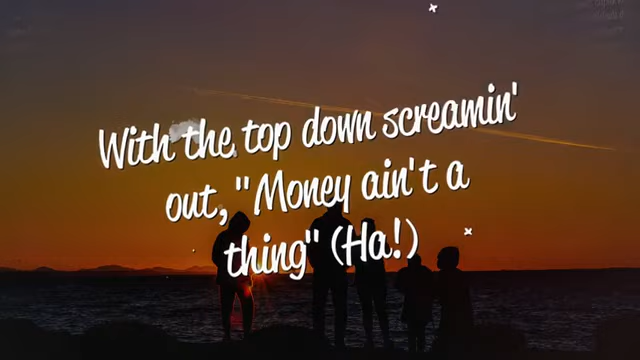 With the top down screamin'
out, "Money ain't a
thing" (Ha!)